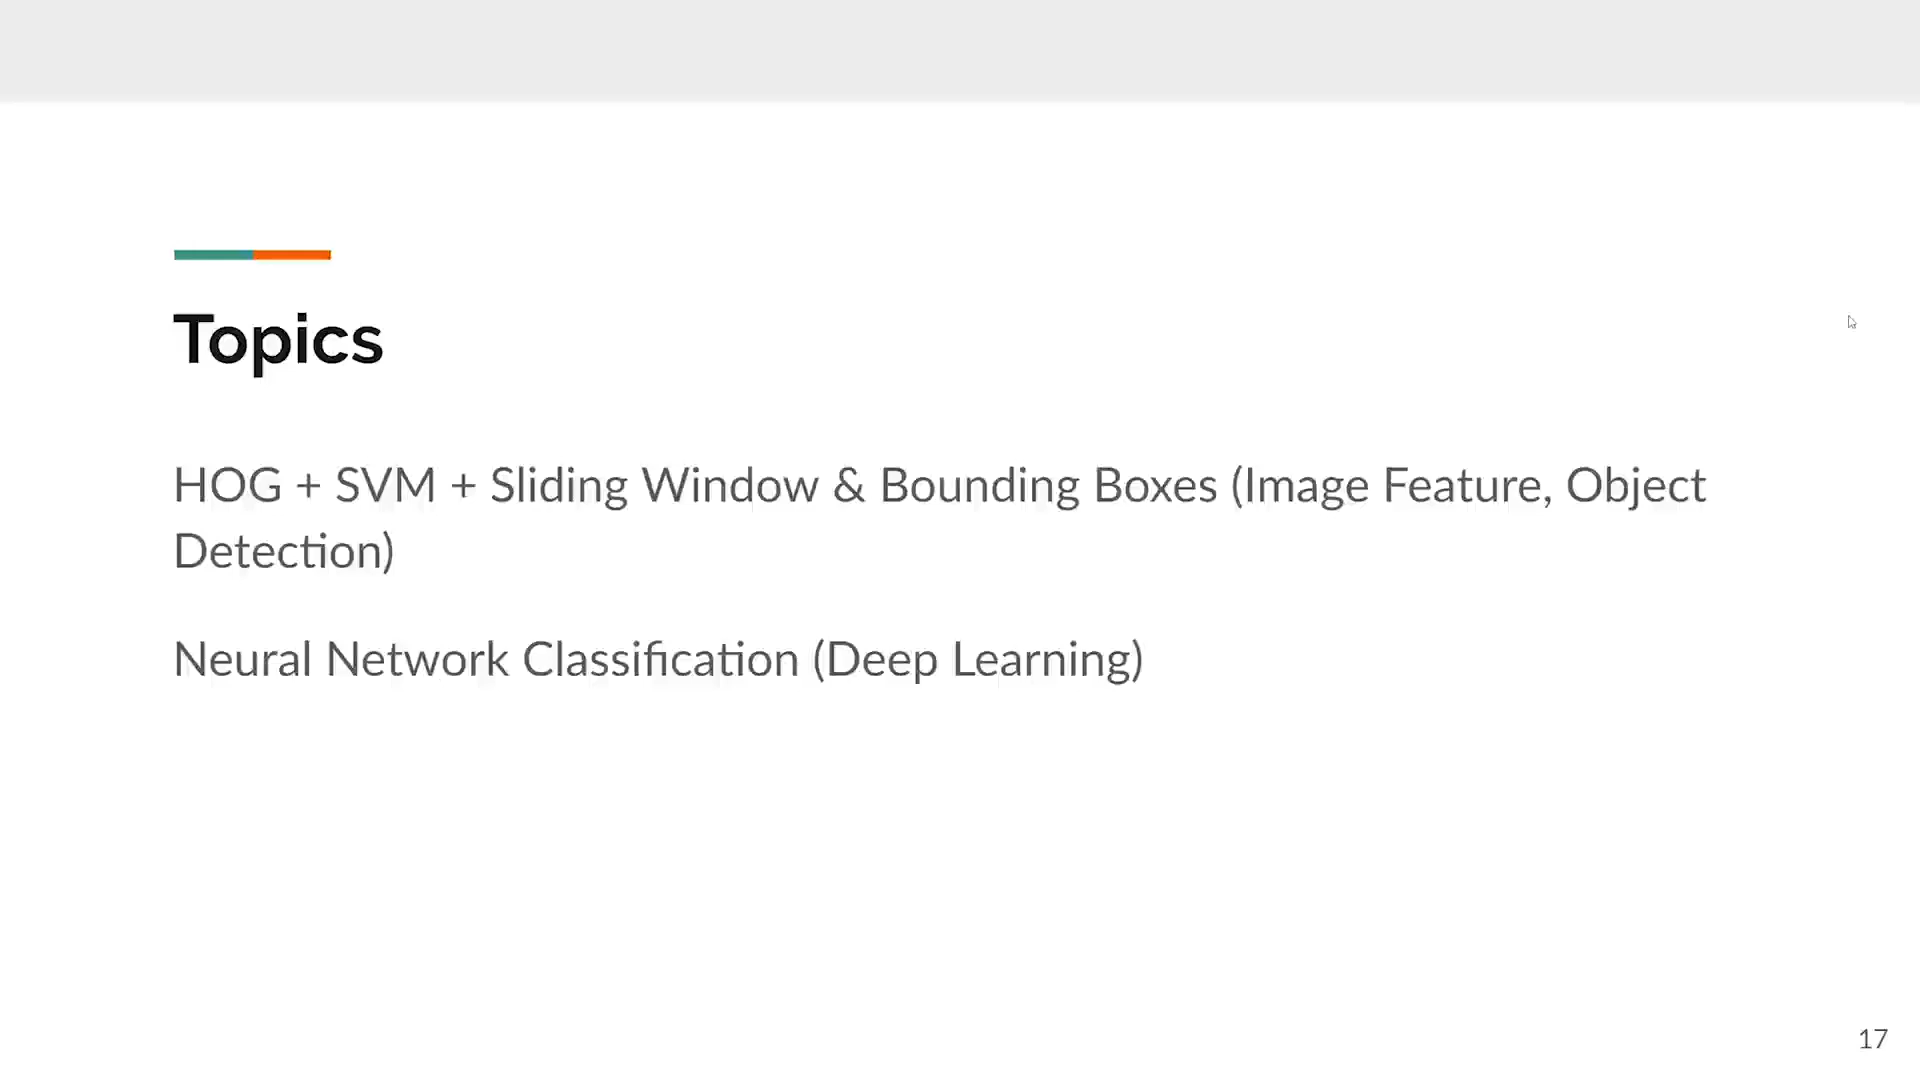 Topics
HOG + SVM + Sliding Window & Bounding Boxes (Image Feature, Object
Detection)
Neural Network Classification (Deep Learning)
17